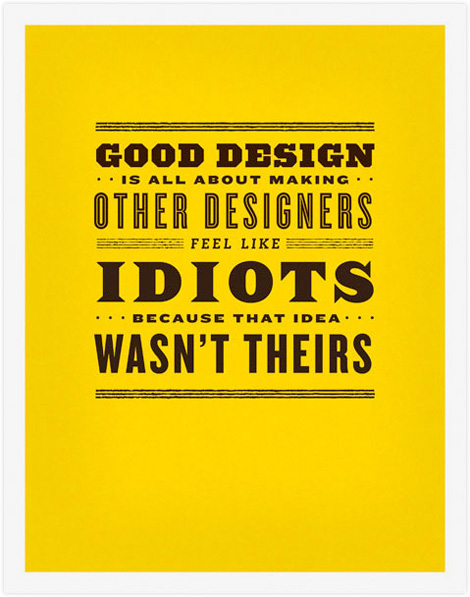 GOOD DESIGN
·· IS ALL ABOUT MAKING ··
OTHER DESIGNERS
FEEL LIKE
IDIOTS
··· BECAUSE THAT IDEA ···
WASN'T THEIRS